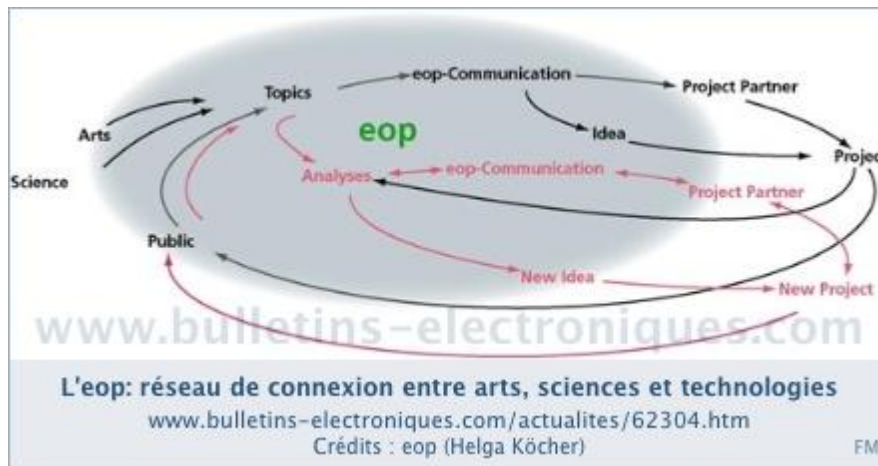 eop-Communication
Project Partner
Topics
eop
Idea
Arts
Projec
Science
Analyses
eop-Communication
Project Partner
Public
New Idea
New Project
www.bulletins-electroniques.com
L'eop: réseau de connexion entre arts, sciences et technologies
www.bulletins-electroniques.com/actualites/62304.htm
Crédits : eop (Helga Köcher)
FM